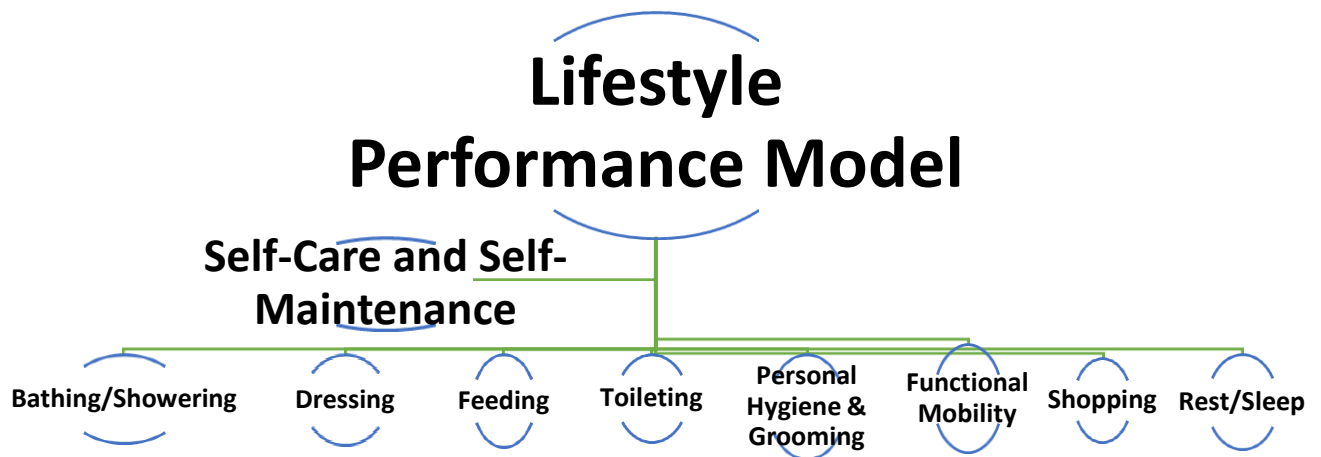 Lifestyle
Performance Model
Self-Care and Self-
Maintenance
Bathing/Showering
Dressing
Feeding
Toileting
Personal
Hygiene &
Grooming
Functional
Mobility
Shopping
Rest/Sleep